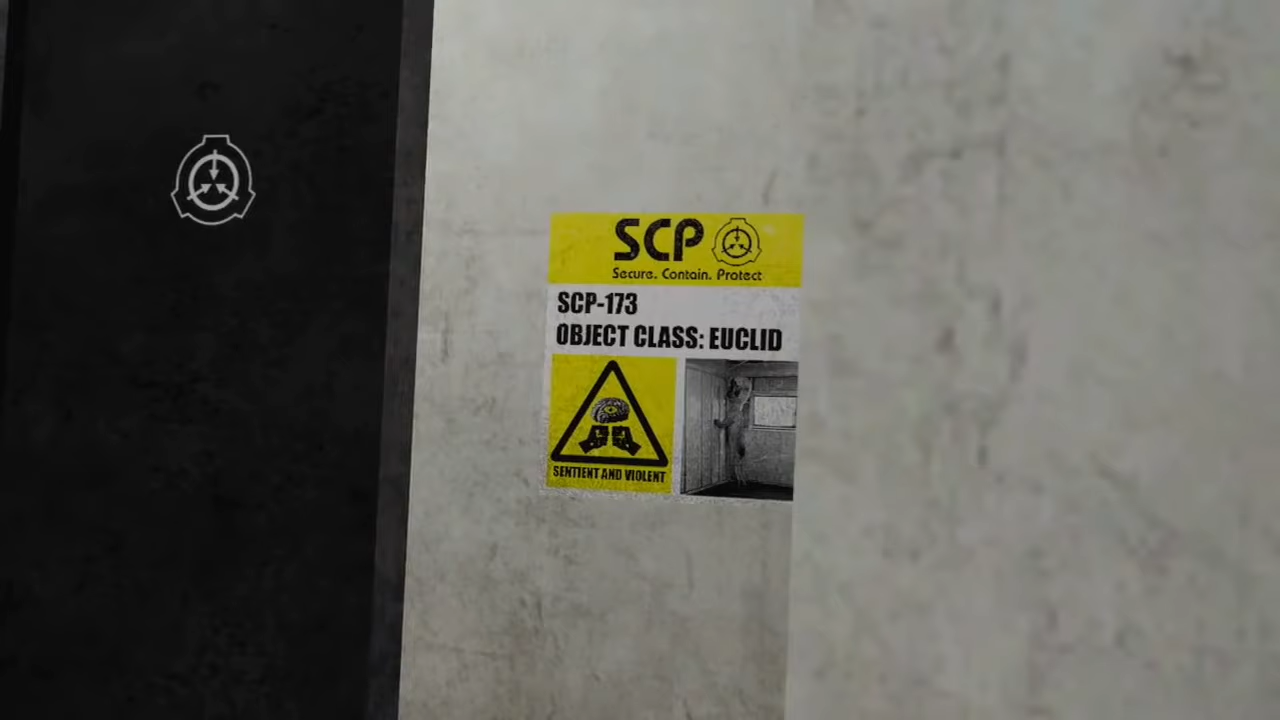 SCP
Secure. Contain. Protect
SCP-173
OBJECT CLASS: EUCLID
SENTIENT AND VIOLENT